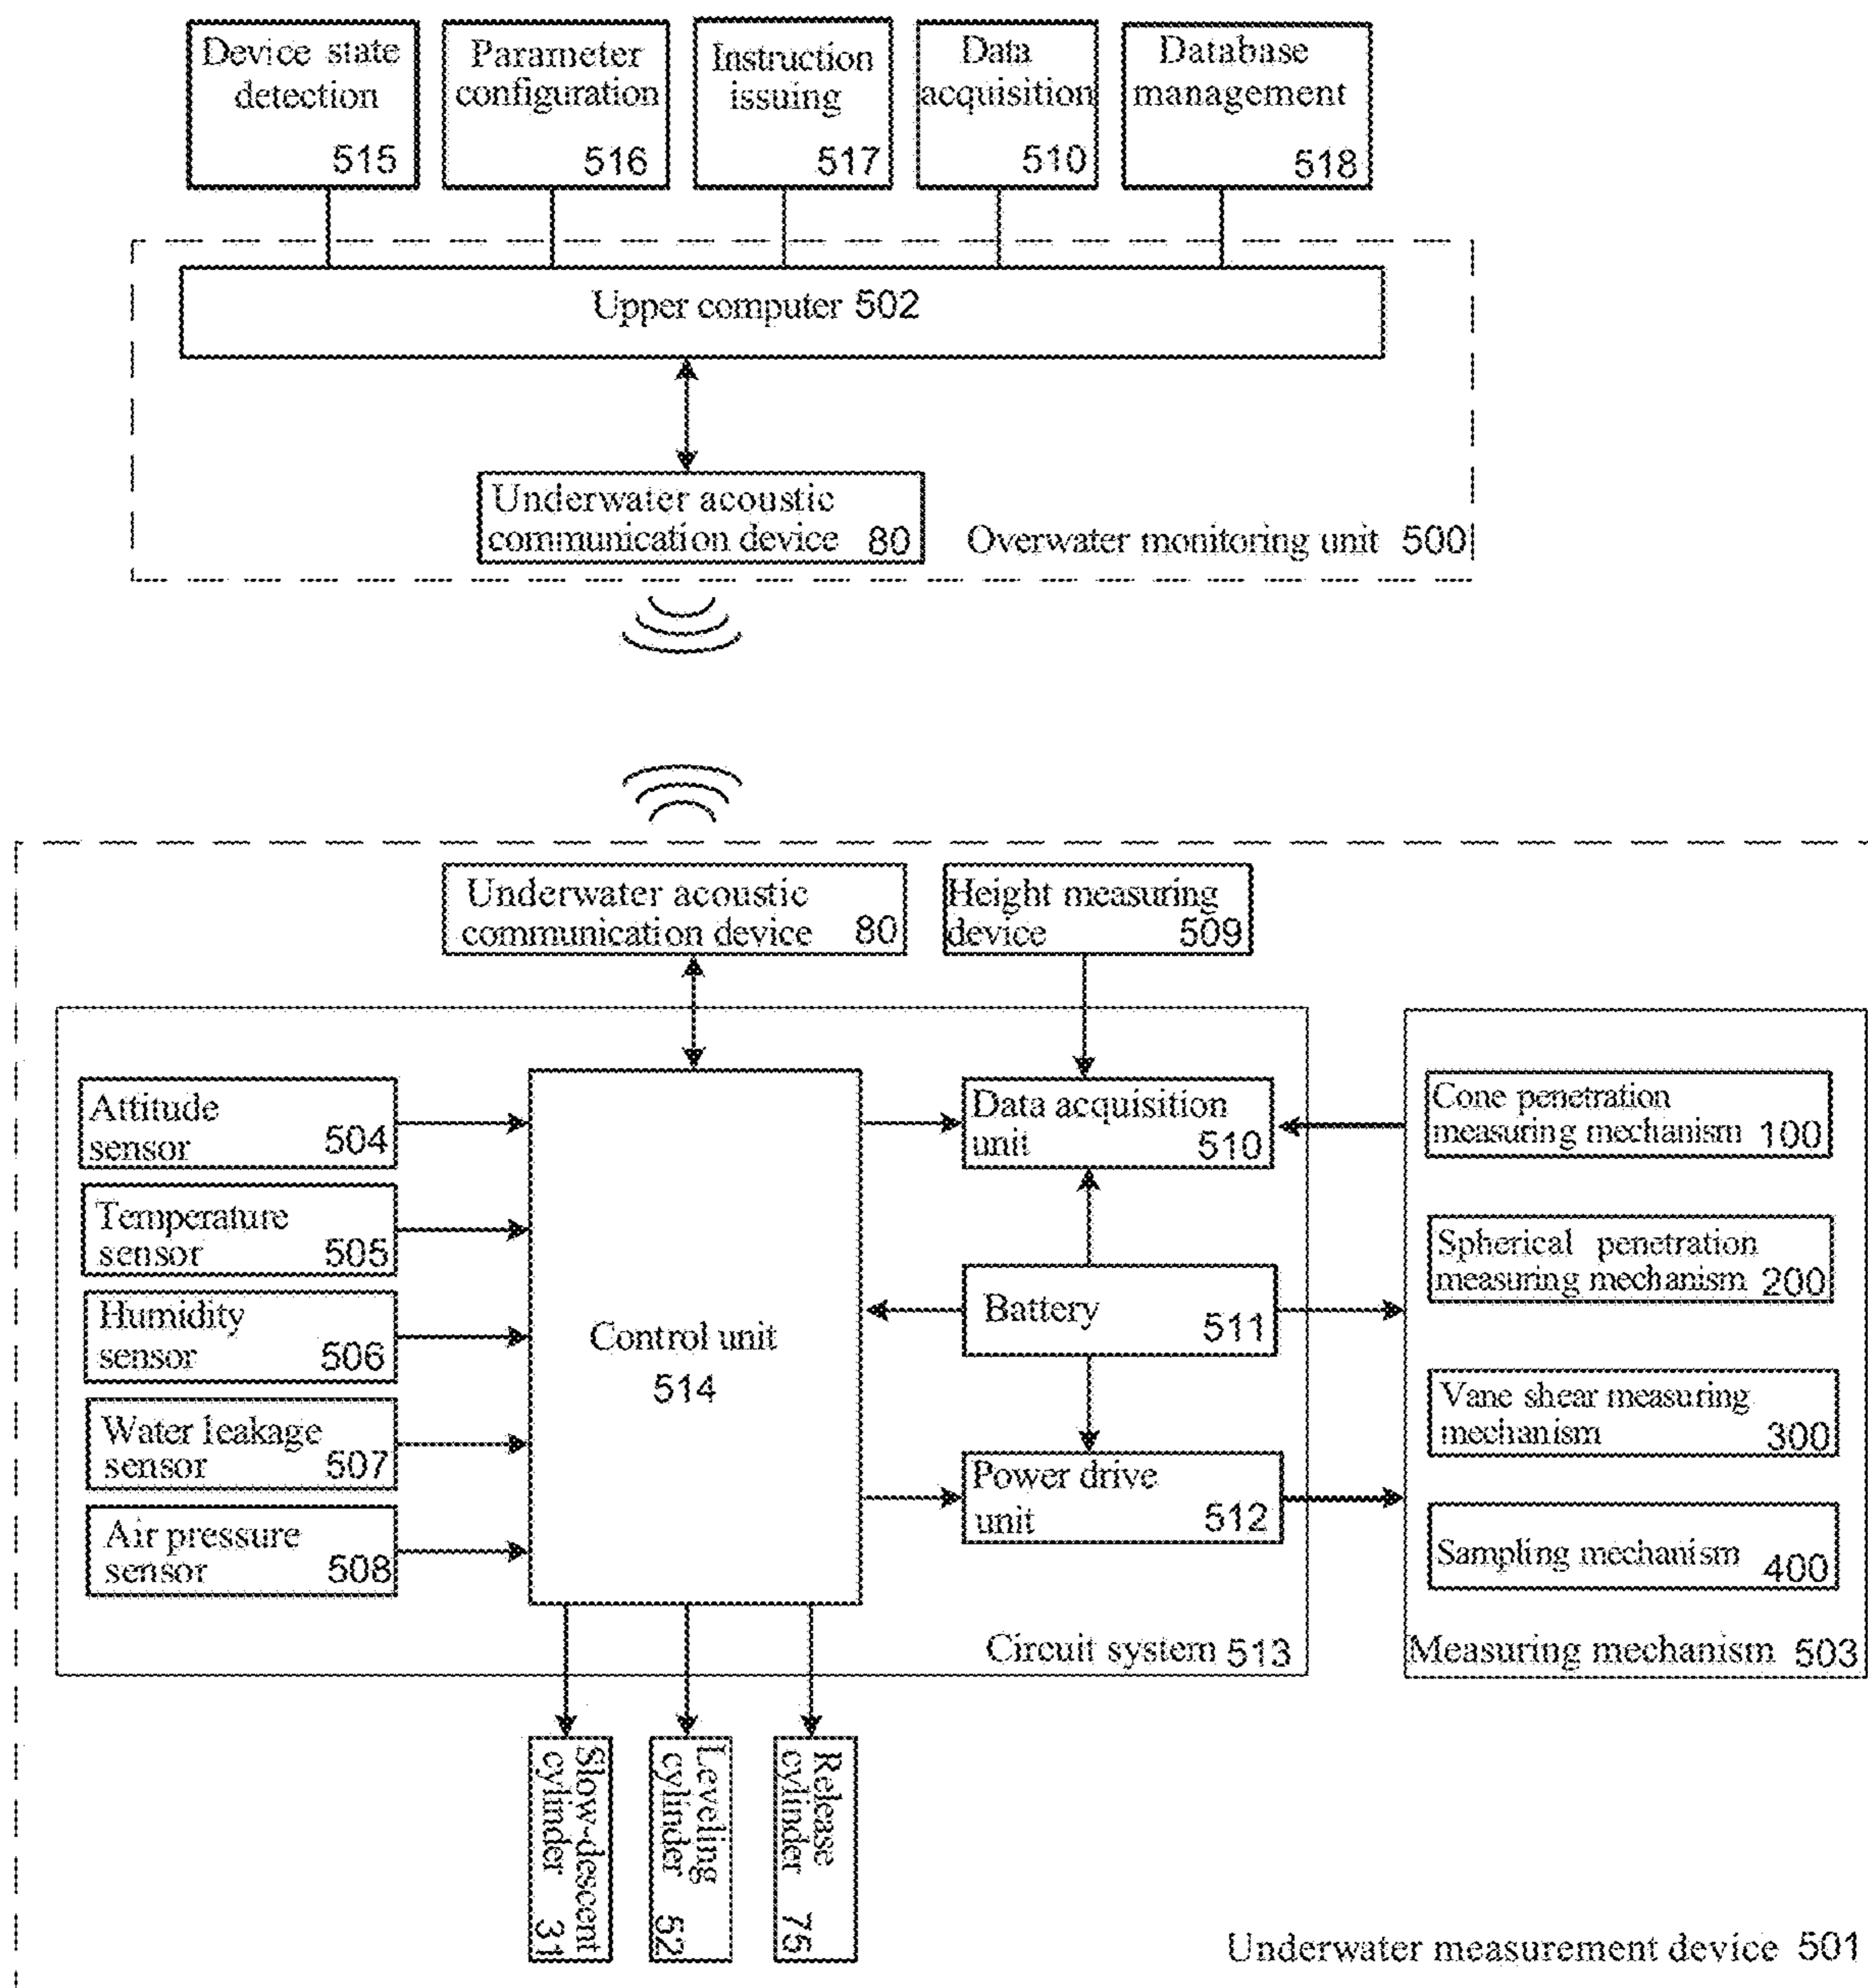 Device state
detection
515
Parameter
configuration
516
Instruction
issuing
517
Data
acquisition
510
Database
management
518
Upper computer 502
Underwater acoustic
communication device 80
Overwater monitoring unit 500
Underwater acoustic
communication device 80
Height measuring
device 509
Attitude
sensor 504
Temperature
sensor 505
Humidity
sensor 506
Water leakage
sensor 507
Air pressure
sensor 508
Control unit
514
Data acquisition
unit 510
Battery 511
Power drive
unit 512
Circuit system 513
Cone penetration
measuring mechanism 100
Spherical penetration
measuring mechanism 200
Vane shear measuring
mechanism 300
Sampling mechanism 400
Measuring mechanism 503
Slow-descent
cylinder 31
Leveling
cylinder 52
Release
cylinder 75
Underwater measurement device 501